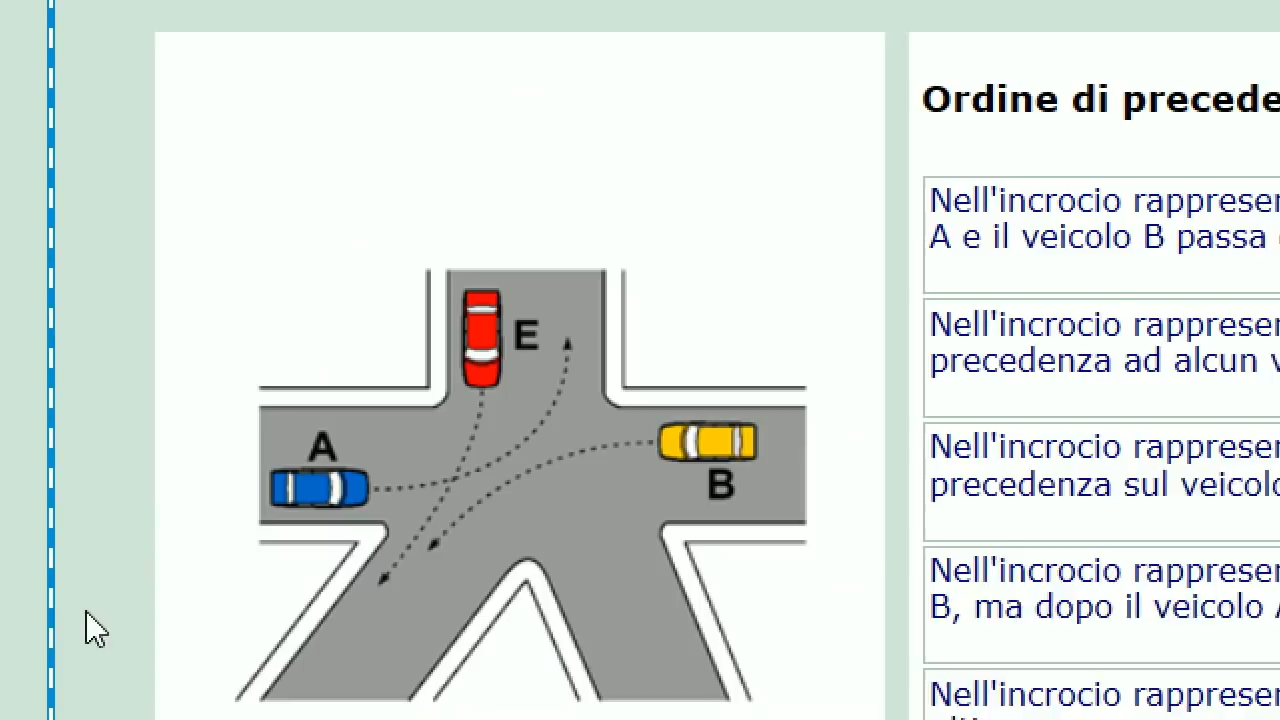 Ordine di precede
Nell'incrocio rappresen
A e il veicolo B passa
Nell'incrocio rappresen
precedenza ad alcun v
Nell'incrocio rappresen
precedenza sul veicolo
Nell'incrocio rappresen
B, ma dopo il veicolo A
Nell'incrocio rappresen
E
A
B